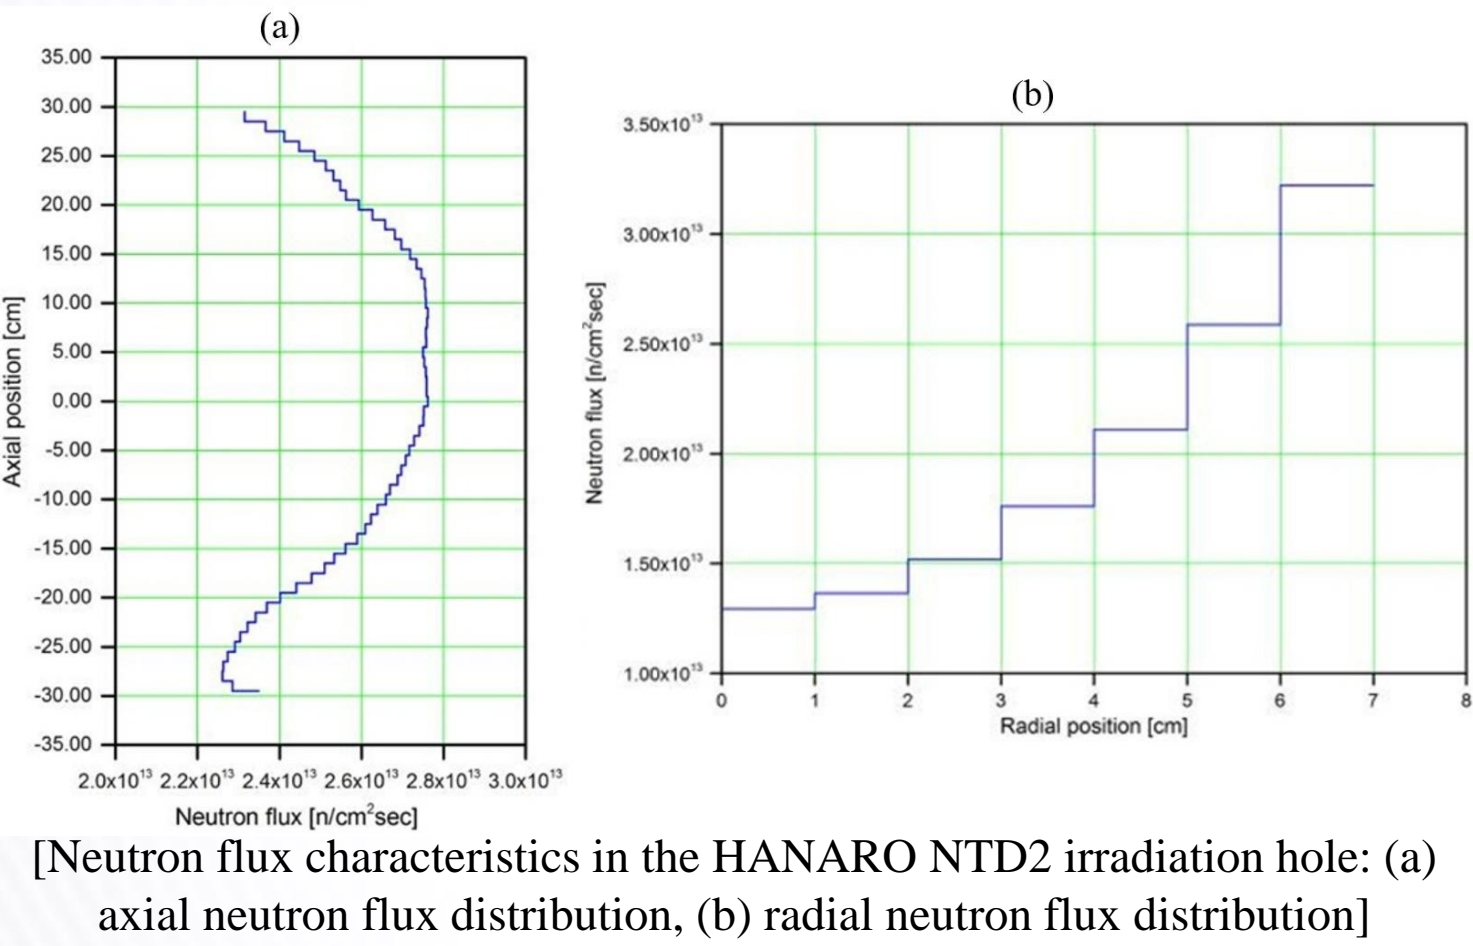 (a)
35.00
30.00
25.00
20.00
15.00
10.00
5.00
0.00
-5.00
-10.00
-15.00
-20.00
-25.00
-30.00
-35.00
Axial position [cm]
2.0x10¹³ 2.2x10¹³ 2.4x10¹³ 2.6x10¹³ 2.8x10¹³ 3.0x10¹³
Neutron flux [n/cm²sec]
(b)
3.50x10¹³
3.00x10¹³
2.50x10¹³
2.00x10¹³
1.50x10¹³
1.00x10¹³
Neutron flux [n/cm²sec]
0 1 2 3 4 5 6 7 8
Radial position [cm]
[Neutron flux characteristics in the HANARO NTD2 irradiation hole: (a)
axial neutron flux distribution, (b) radial neutron flux distribution]